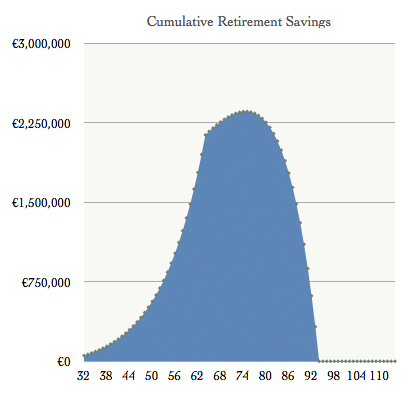 Cumulative Retirement Savings
€3,000,000
€2,250,000
€1,500,000
€750,000
€0
32 38 44 50 56 62 68 74 80 86 92 98 104 110